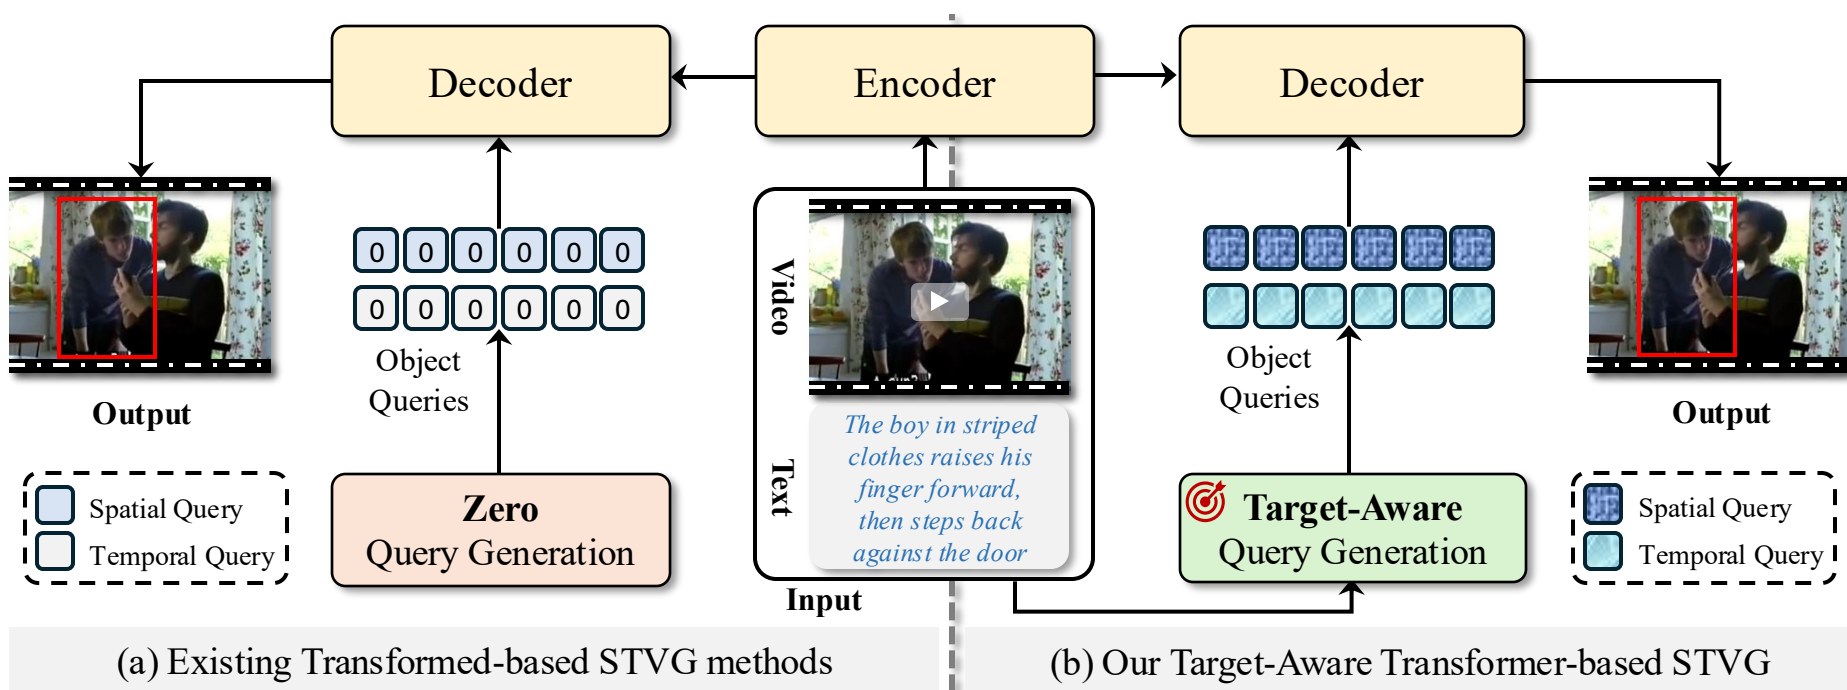 Decoder
Encoder
Decoder
0 0 0 0 0 0
0 0 0 0 0 0
Object
Queries
Output
Spatial Query
Temporal Query
Zero
Query Generation
Video
Text
The boy in striped
clothes raises his
finger forward,
then steps back
against the door
Input
Object
Queries
Target-Aware
Query Generation
Output
Spatial Query
Temporal Query
(a) Existing Transformed-based STVG methods
(b) Our Target-Aware Transformer-based STVG